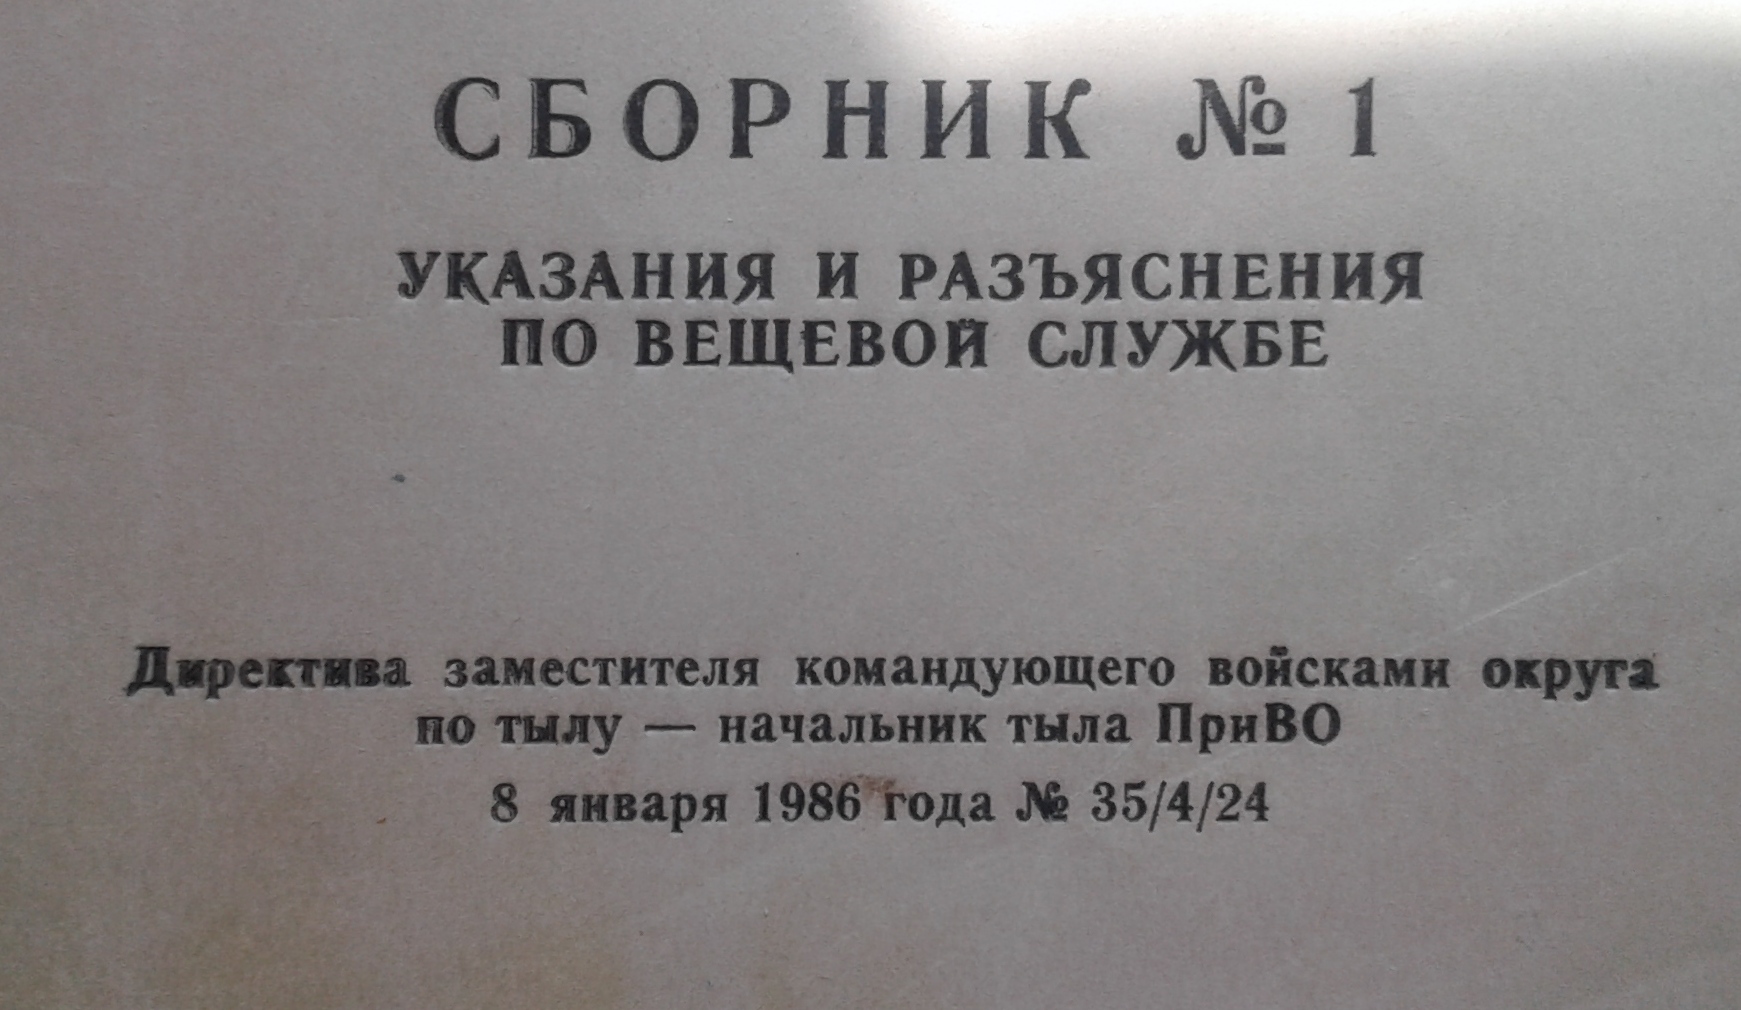 СБОРНИК № 1
УКАЗАНИЯ И РАЗЪЯСНЕНИЯ
ПО ВЕЩЕВОЙ СЛУЖБЕ
Директива заместителя командующего войсками округа
по тылу — начальник тыла ПриВО
8 января 1986 года № 35/4/24